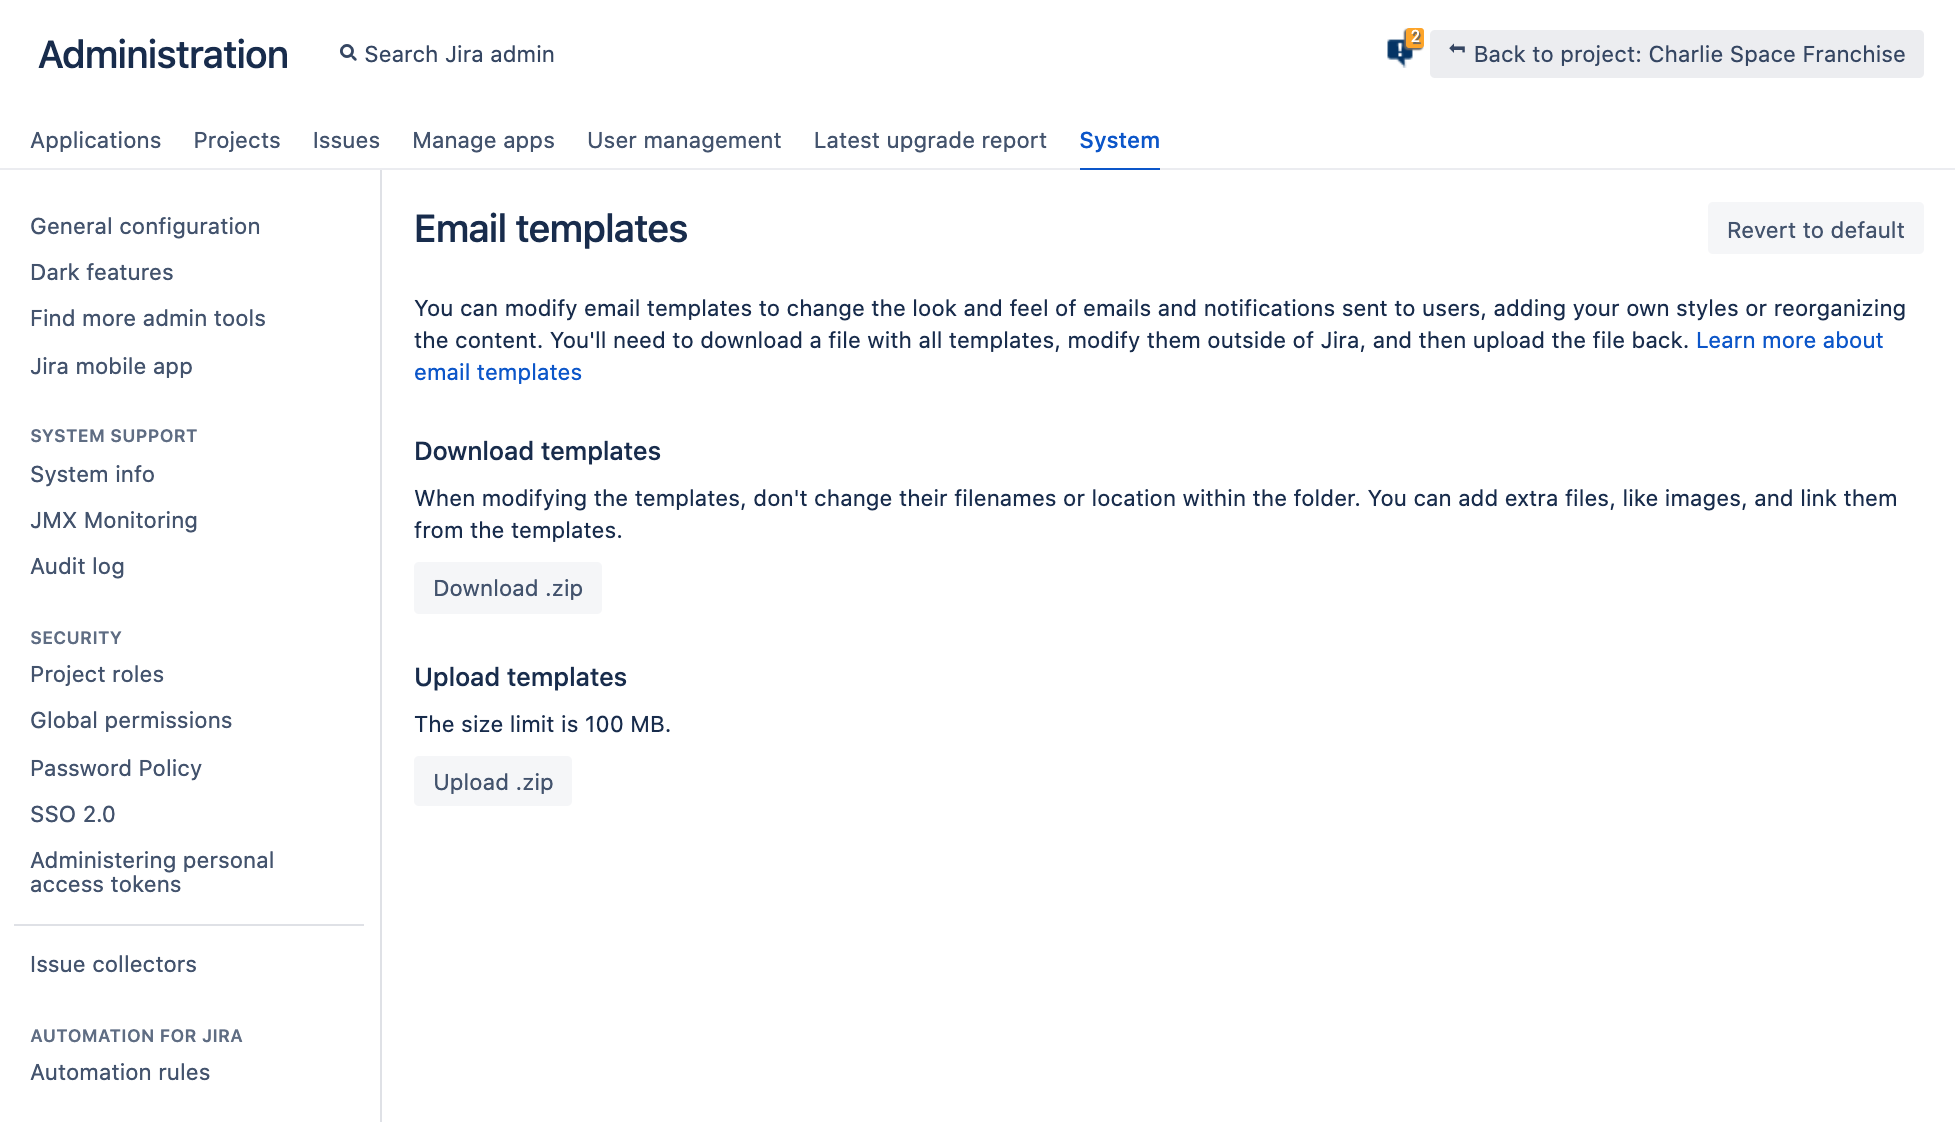 Administration
Search Jira admin
2
Back to project: Charlie Space Franchise
Applications Projects Issues Manage apps User management Latest upgrade report System
General configuration
Dark features
Find more admin tools
Jira mobile app
SYSTEM SUPPORT
System info
JMX Monitoring
Audit log
SECURITY
Project roles
Global permissions
Password Policy
SSO 2.0
Administering personal
access tokens
Issue collectors
AUTOMATION FOR JIRA
Automation rules
Email templates
Revert to default
You can modify email templates to change the look and feel of emails and notifications sent to users, adding your own styles or reorganizing
the content. You'll need to download a file with all templates, modify them outside of Jira, and then upload the file back. Learn more about
email templates
Download templates
When modifying the templates, don't change their filenames or location within the folder. You can add extra files, like images, and link them
from the templates.
Download .zip
Upload templates
The size limit is 100 MB.
Upload .zip